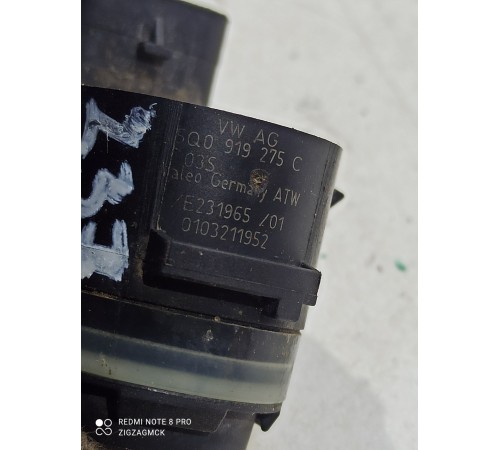 VW AG
5Q0 919 275 C
03S
Valeo Germany ATW
/E231965 /01
0103211952
REDMI NOTE 8 PRO
ZIGZAGMCK